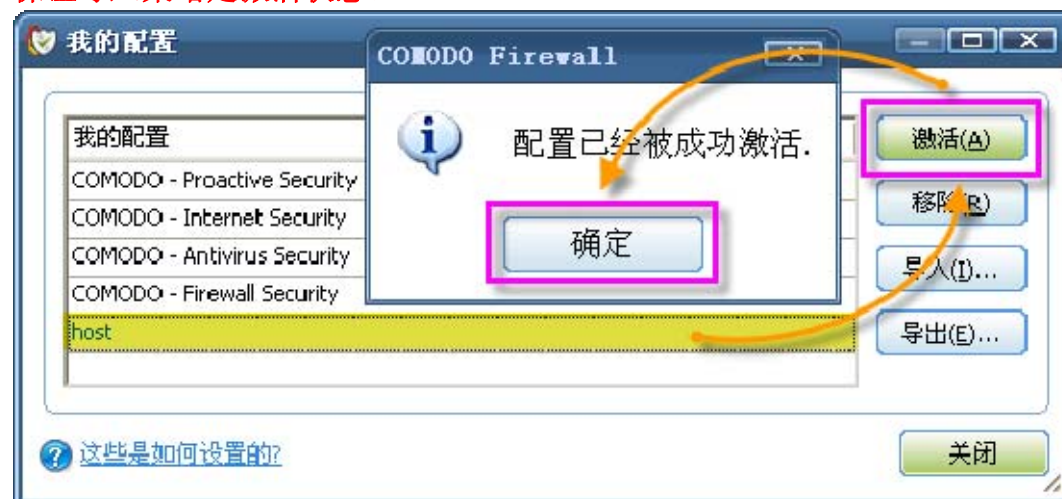 我的配置
COMODO Firewall
配置已经被成功激活.
确定
我的配置
COMODO - Proactive Security
COMODO - Internet Security
COMODO - Antivirus Security
COMODO - Firewall Security
host
激活(A)
移除(R)
导入(I)...
导出(E)...
这些是如何设置的?
关闭